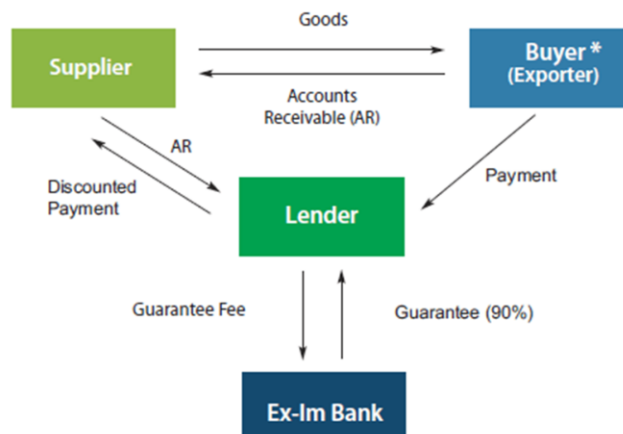 Goods
Supplier
Buyer *
(Exporter)
Accounts
Receivable (AR)
AR
Discounted
Payment
Payment
Lender
Guarantee Fee
Guarantee (90%)
Ex-Im Bank